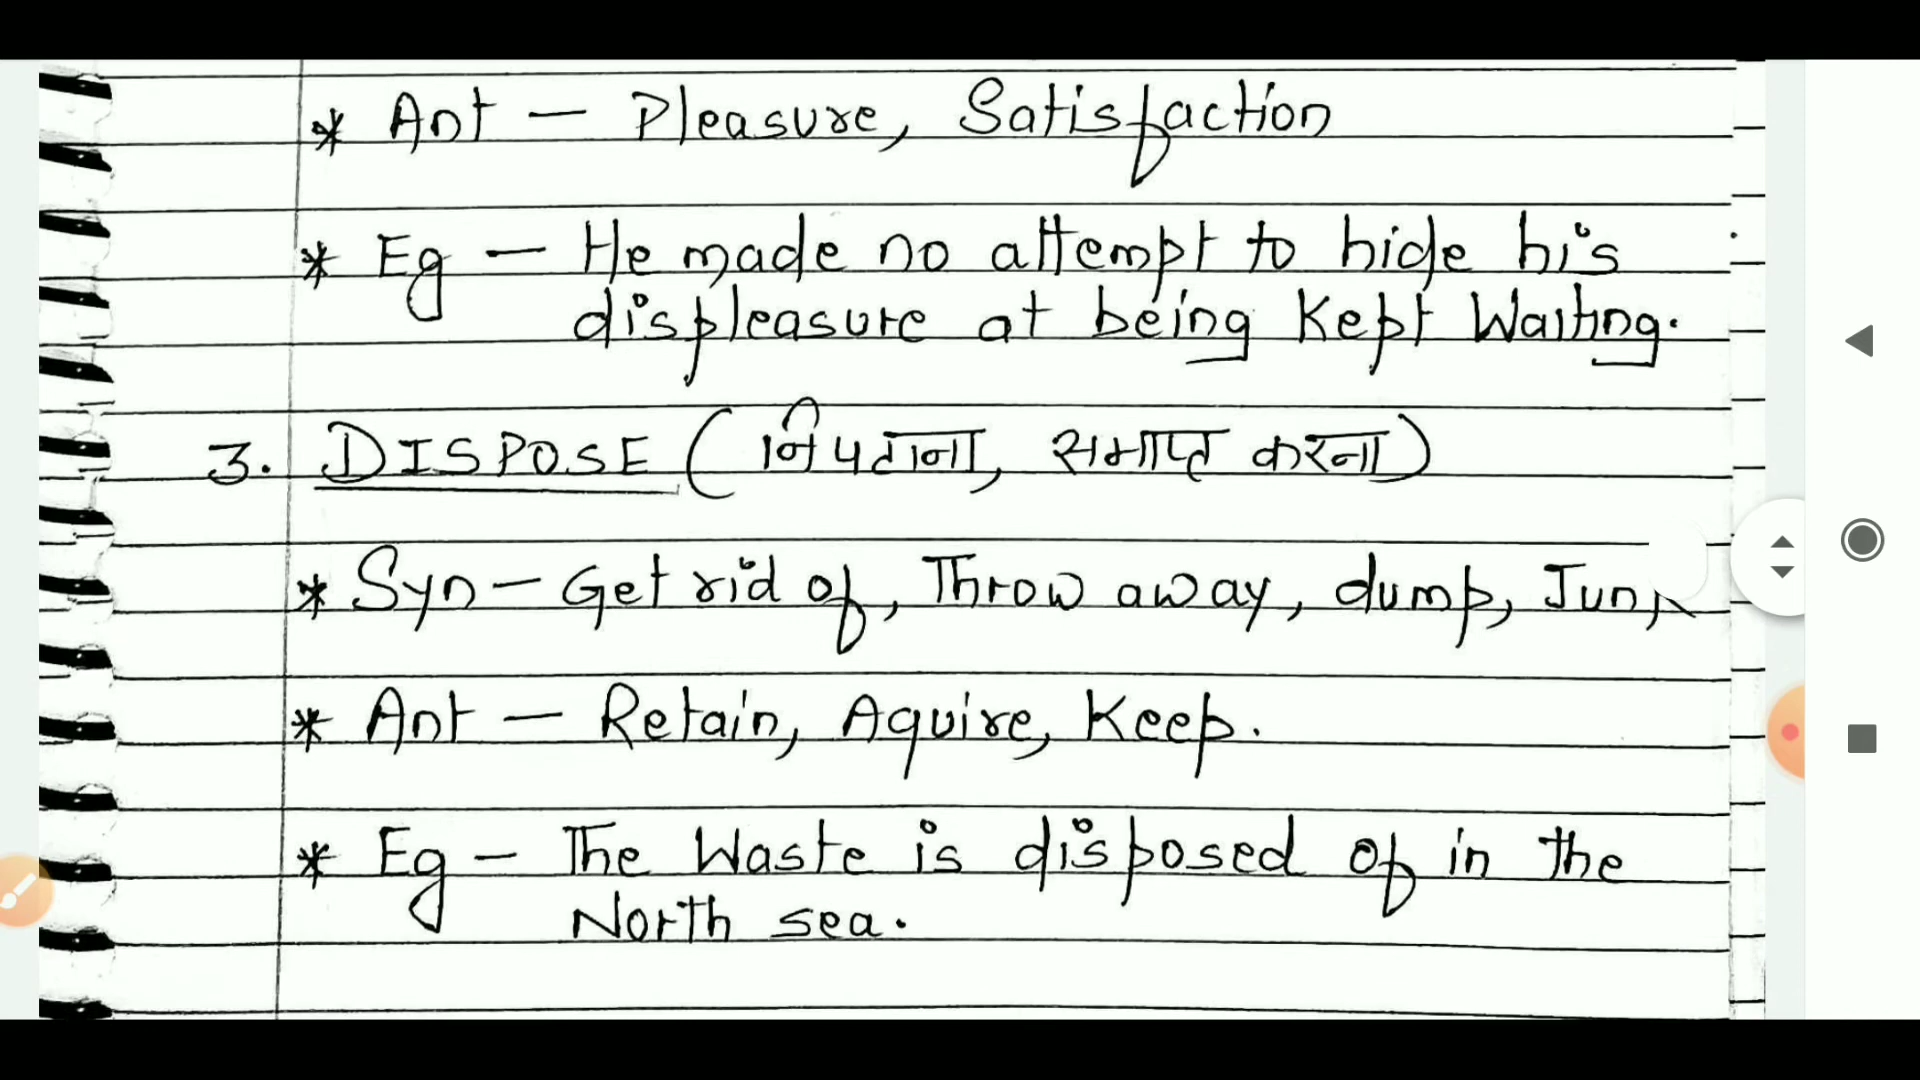 * Ant - Pleasure, Satisfaction
* Eg - He made no attempt to hide his
displeasure at being Kept Waiting.
3. DISPOSE (निपटाना, समाप्त करना)
* Syn - Get rid of, Throw away, dump, Junk
* Ant - Retain, Aquire, Keep.
* Eg - The Waste is disposed of in the
North sea.